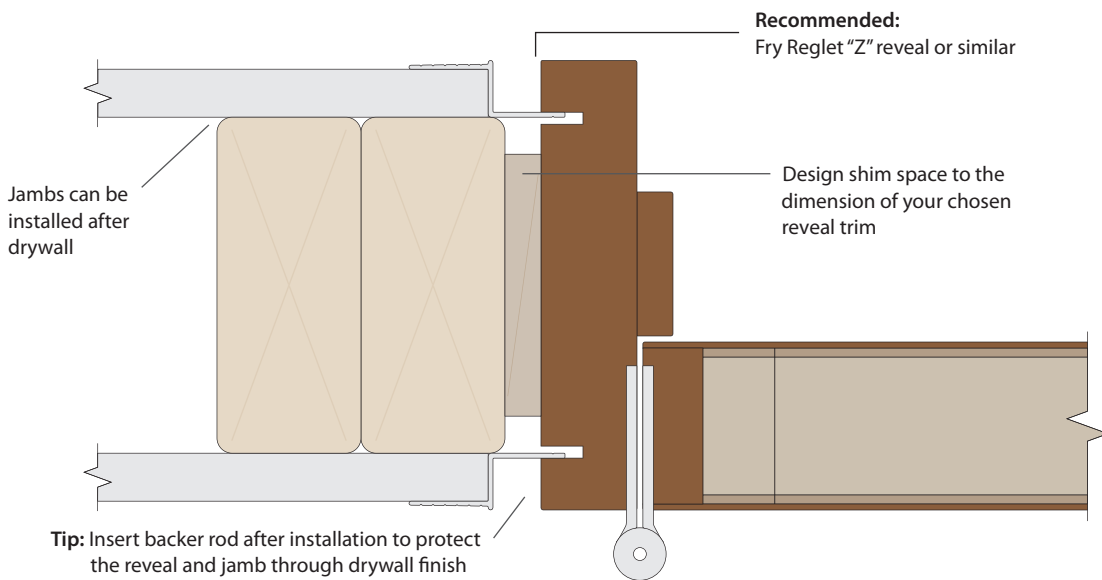 Recommended:
Fry Reglet “Z” reveal or similar
Jambs can be
installed after
drywall
Design shim space to the
dimension of your chosen
reveal trim
Tip: Insert backer rod after installation to protect
the reveal and jamb through drywall finish